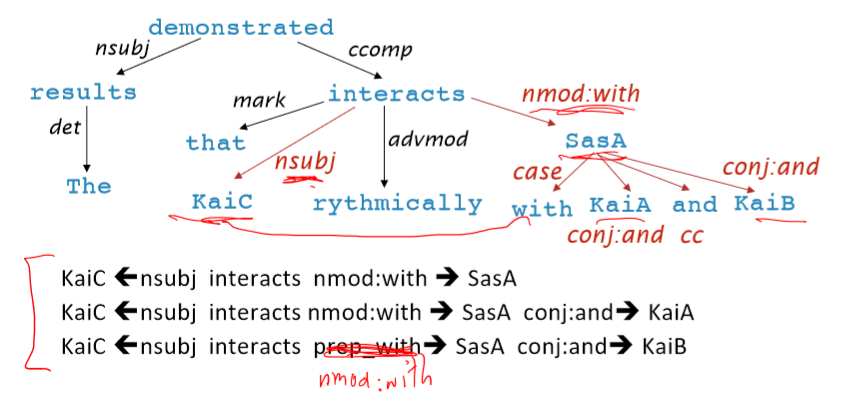 demonstrated
nsubj ccomp
results interacts nmod:with
det mark advmod
that SasA
The nsubj case conj:and
KaiC rythmically with KaiA and KaiB
conj:and cc
KaiC 🡸nsubj interacts nmod:with 🡺 SasA
KaiC 🡸nsubj interacts nmod:with 🡺 SasA conj:and🡺 KaiA
KaiC 🡸nsubj interacts prep_with🡺 SasA conj:and🡺 KaiB
nmod:with